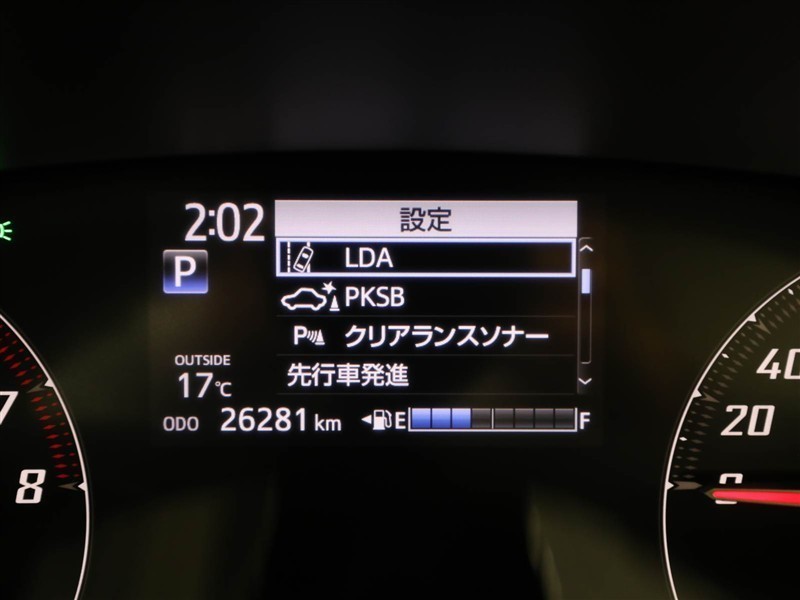 2:02
設定
LDA
P
PKSB
P クリアランスソナー
先行車発進
OUTSIDE
17℃
ODO 26281 km
E F
7
8
40
20
0